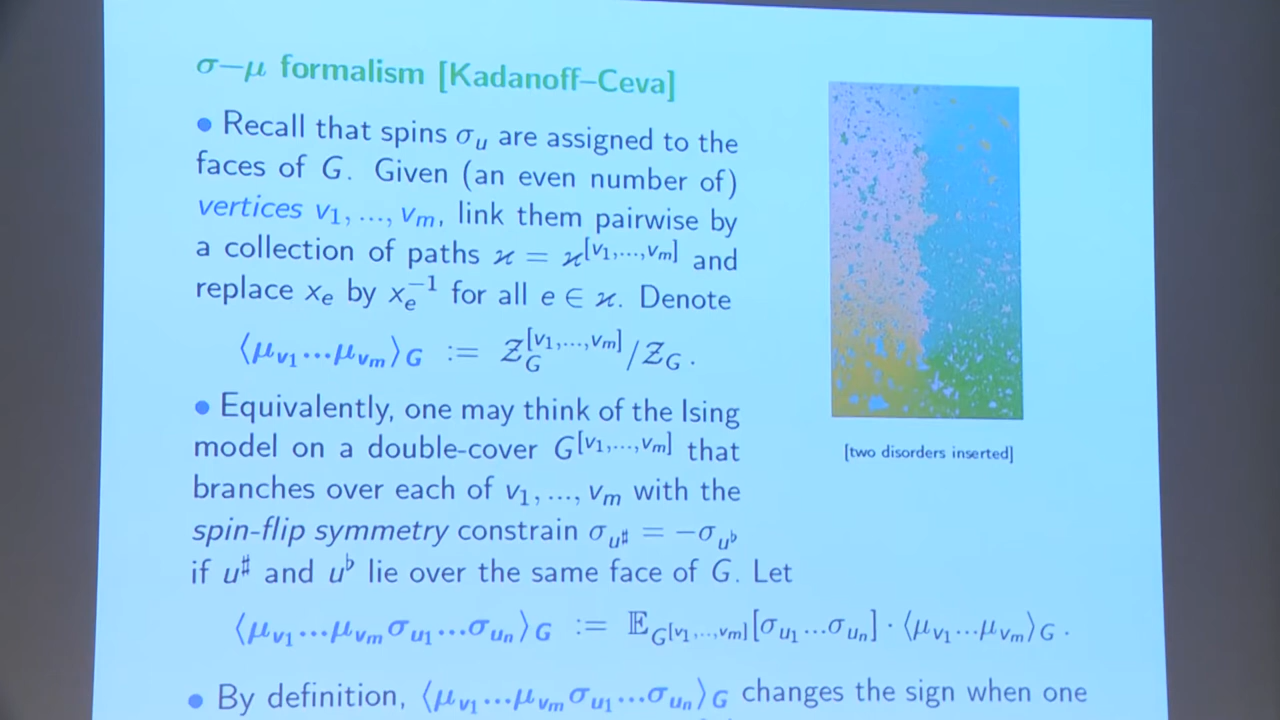 σ–μ formalism [Kadanoff–Ceva]
• Recall that spins σ_u are assigned to the
faces of G. Given (an even number of)
vertices v_1, ..., v_m, link them pairwise by
a collection of paths ϰ = ϰ^[v_1,...,v_m] and
replace x_e by x_e^{-1} for all e ∈ ϰ. Denote
⟨μ_{v_1}...μ_{v_m}⟩_G := Z_G^{[v_1,...,v_m]} / Z_G .
• Equivalently, one may think of the Ising
model on a double-cover G^[v_1,...,v_m] that
branches over each of v_1, ..., v_m with the
spin-flip symmetry constrain σ_{u^♯} = −σ_{u^♭}
if u^♯ and u^♭ lie over the same face of G. Let
⟨μ_{v_1}...μ_{v_m} σ_{u_1}...σ_{u_n}⟩_G := 𝔼_{G^[v_1,...,v_m]}[σ_{u_1}...σ_{u_n}] · ⟨μ_{v_1}...μ_{v_m}⟩_G .
• By definition, ⟨μ_{v_1}...μ_{v_m} σ_{u_1}...σ_{u_n}⟩_G changes the sign when one
[two disorders inserted]